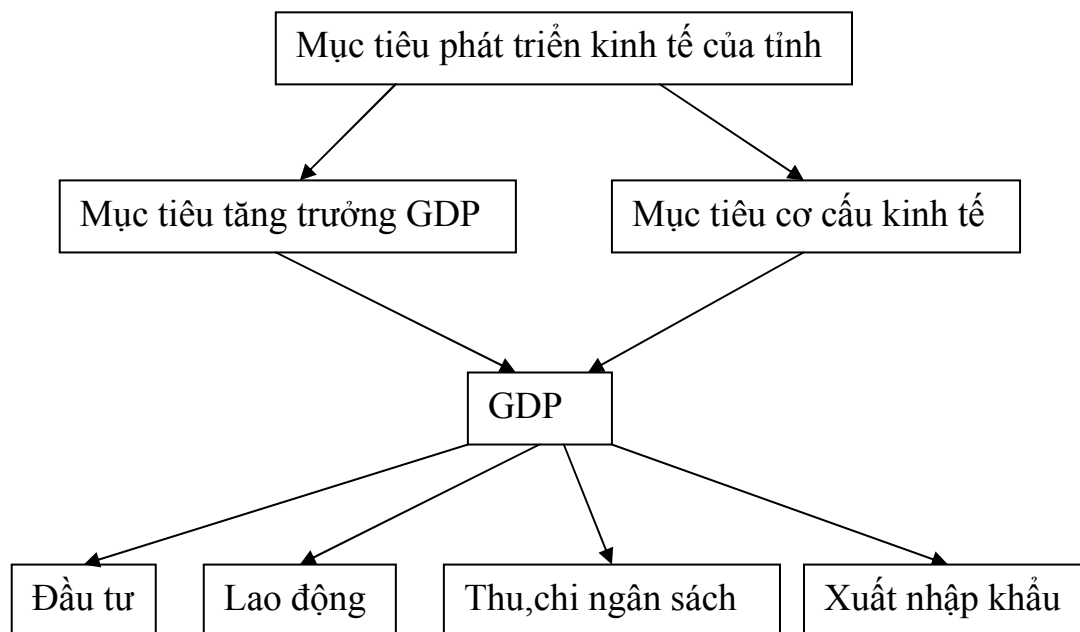 Mục tiêu phát triển kinh tế của tỉnh
Mục tiêu tăng trưởng GDP
Mục tiêu cơ cấu kinh tế
GDP
Đầu tư
Lao động
Thu,chi ngân sách
Xuất nhập khẩu